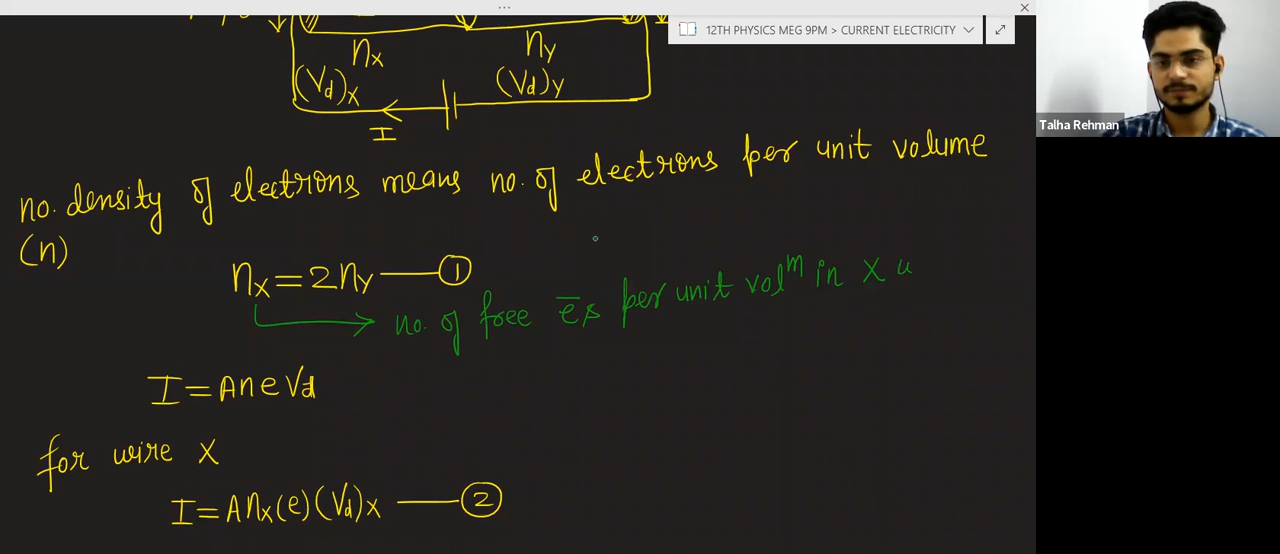 12TH PHYSICS MEG 9PM > CURRENT ELECTRICITY
nx ny
(Vd)x (Vd)y
I
Talha Rehman
no. density of electrons means no. of electrons per unit volume
(n)
nx = 2ny — 1
no. of free e̅s per unit volm in X
I = AneVd
for wire X
I = Anx(e)(Vd)x — 2